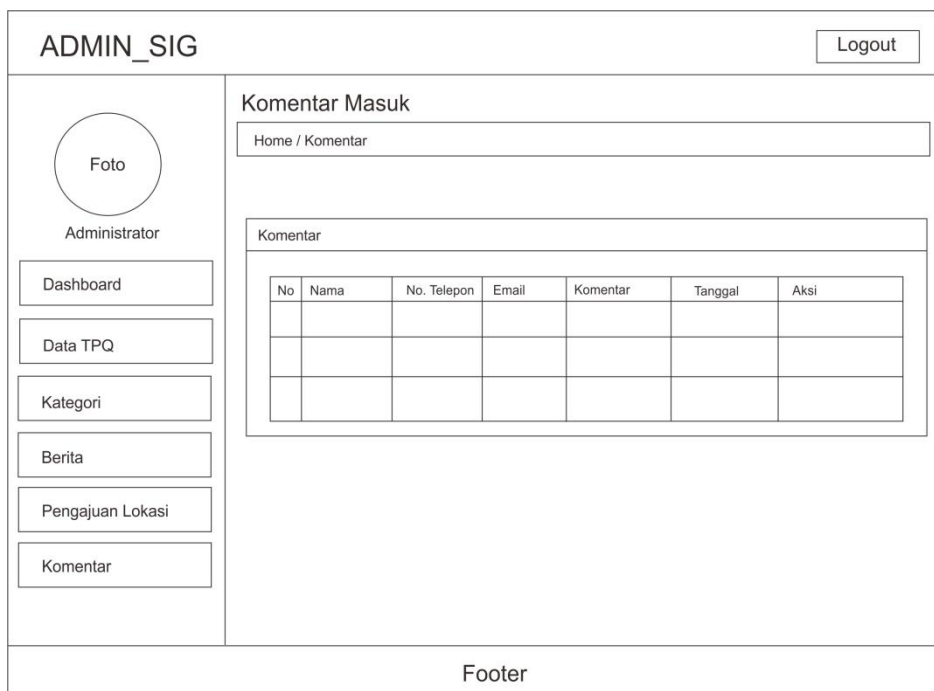 ADMIN_SIG
Logout
Foto
Administrator
Dashboard
Data TPQ
Kategori
Berita
Pengajuan Lokasi
Komentar
Komentar Masuk
Home / Komentar
Komentar
No Nama No. Telepon Email Komentar Tanggal Aksi
Footer